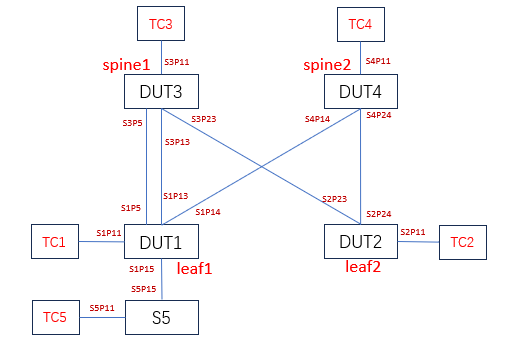 TC3
TC4
S3P11
S4P11
spine1
spine2
DUT3
DUT4
S3P5
S3P23
S4P14
S4P24
S3P13
S1P13
S2P23
S1P5
S1P14
S2P24
S1P11
S2P11
TC1
DUT1
DUT2
TC2
S1P15
leaf1
leaf2
S5P15
S5P11
TC5
S5